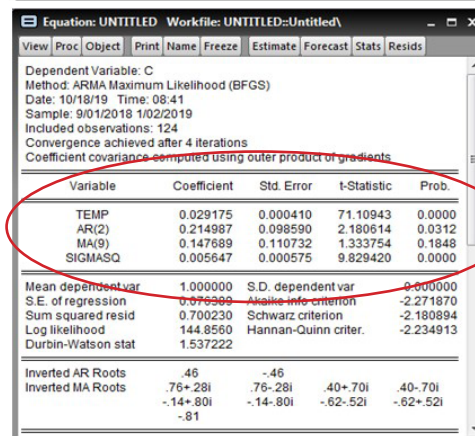 Equation: UNTITLED Workfile: UNTITLED::Untitled\
View Proc Object Print Name Freeze Estimate Forecast Stats Resids
Dependent Variable: C
Method: ARMA Maximum Likelihood (BFGS)
Date: 10/18/19 Time: 08:41
Sample: 9/01/2018 1/02/2019
Included observations: 124
Convergence achieved after 4 iterations
Coefficient covariance computed using outer product of gradients
Variable Coefficient Std. Error t-Statistic Prob.
TEMP 0.029175 0.000410 71.10943 0.0000
AR(2) 0.214987 0.098590 2.180614 0.0312
MA(9) 0.147689 0.110732 1.333754 0.1848
SIGMASQ 0.005647 0.000575 9.829420 0.0000
Mean dependent var 1.000000 S.D. dependent var 0.000000
S.E. of regression 0.076389 Akaike info criterion -2.271870
Sum squared resid 0.700230 Schwarz criterion -2.180894
Log likelihood 144.8560 Hannan-Quinn criter. -2.234913
Durbin-Watson stat 1.537222
Inverted AR Roots .46 -.46
Inverted MA Roots .76+.28i .76-.28i .40+.70i .40-.70i
-.14+.80i -.14-.80i -.62-.52i -.62+.52i
-.81